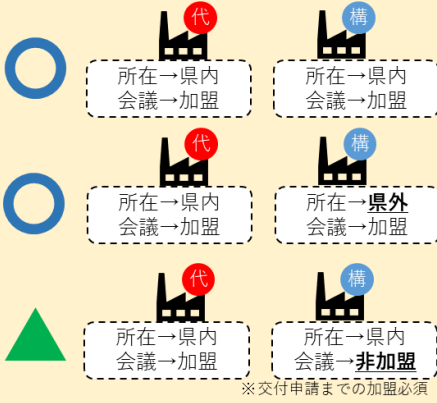 代 構
所在→県内 所在→県内
会議→加盟 会議→加盟
代 構
所在→県内 所在→県外
会議→加盟 会議→加盟
代 構
所在→県内 所在→県内
会議→加盟 会議→非加盟
※交付申請までの加盟必須